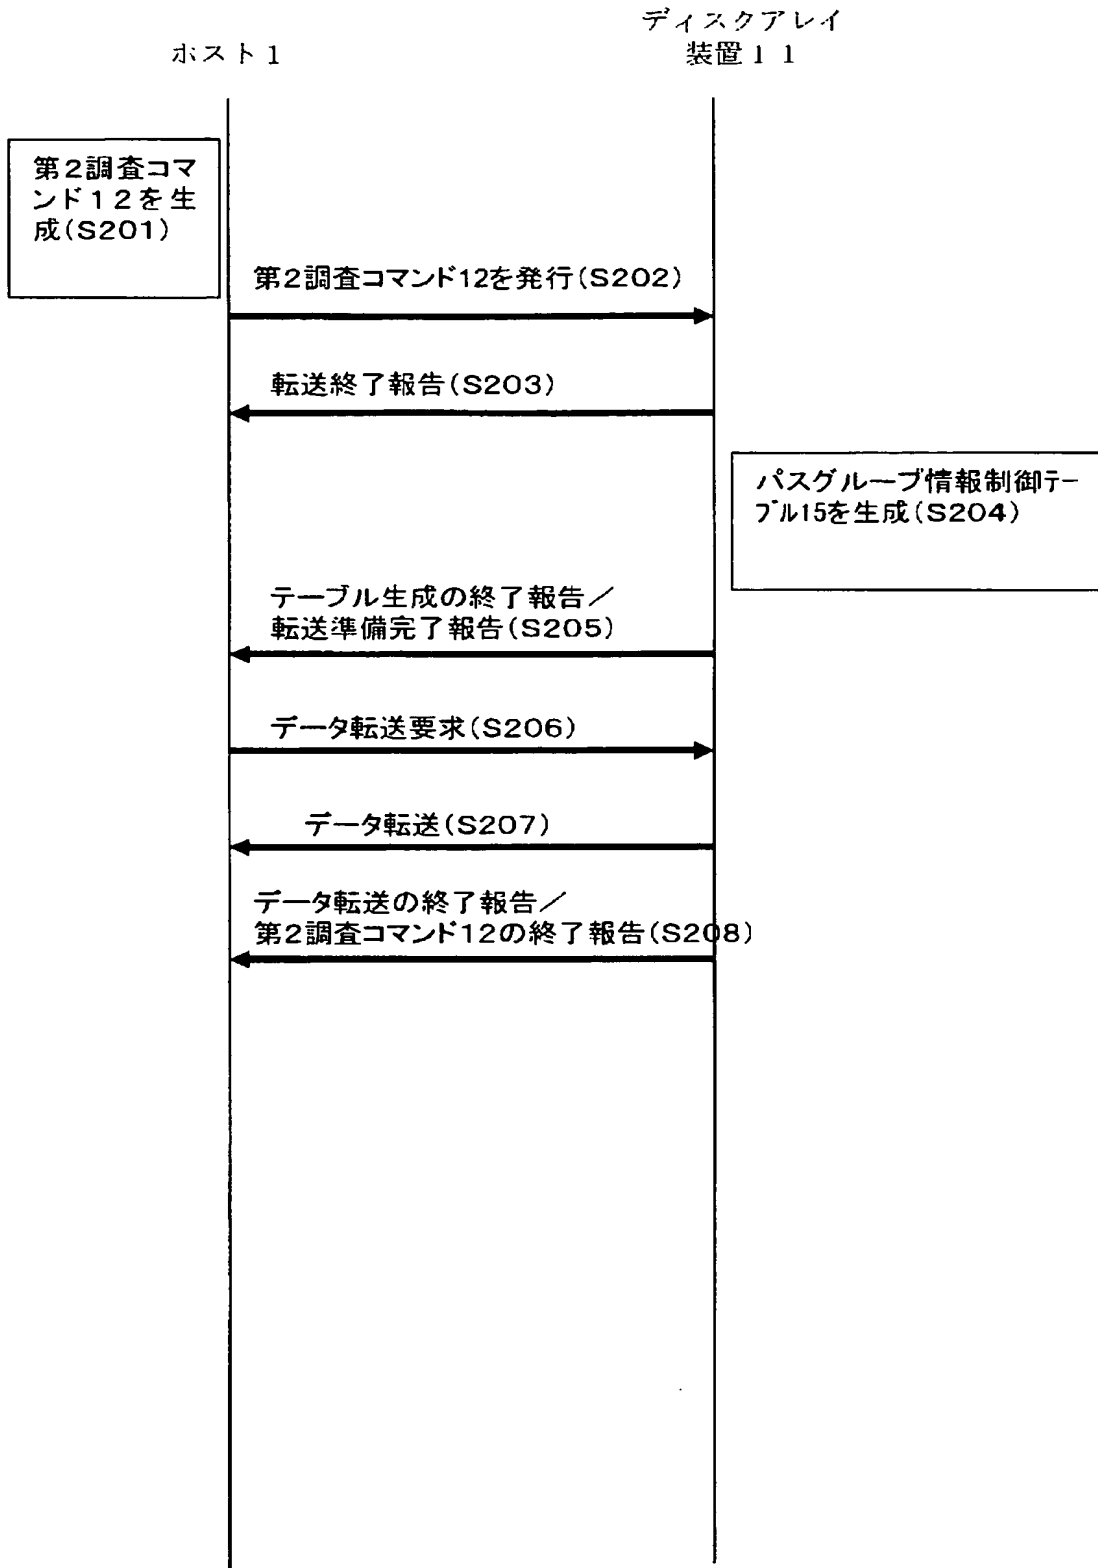 ディスクアレイ
ホスト1
装置11
第2調査コマ
ンド12を生
成(S201)
第2調査コマンド12を発行(S202)
転送終了報告(S203)
パスグループ情報制御テー
ブル15を生成(S204)
テーブル生成の終了報告／
転送準備完了報告(S205)
データ転送要求(S206)
データ転送(S207)
データ転送の終了報告／
第2調査コマンド12の終了報告(S208)